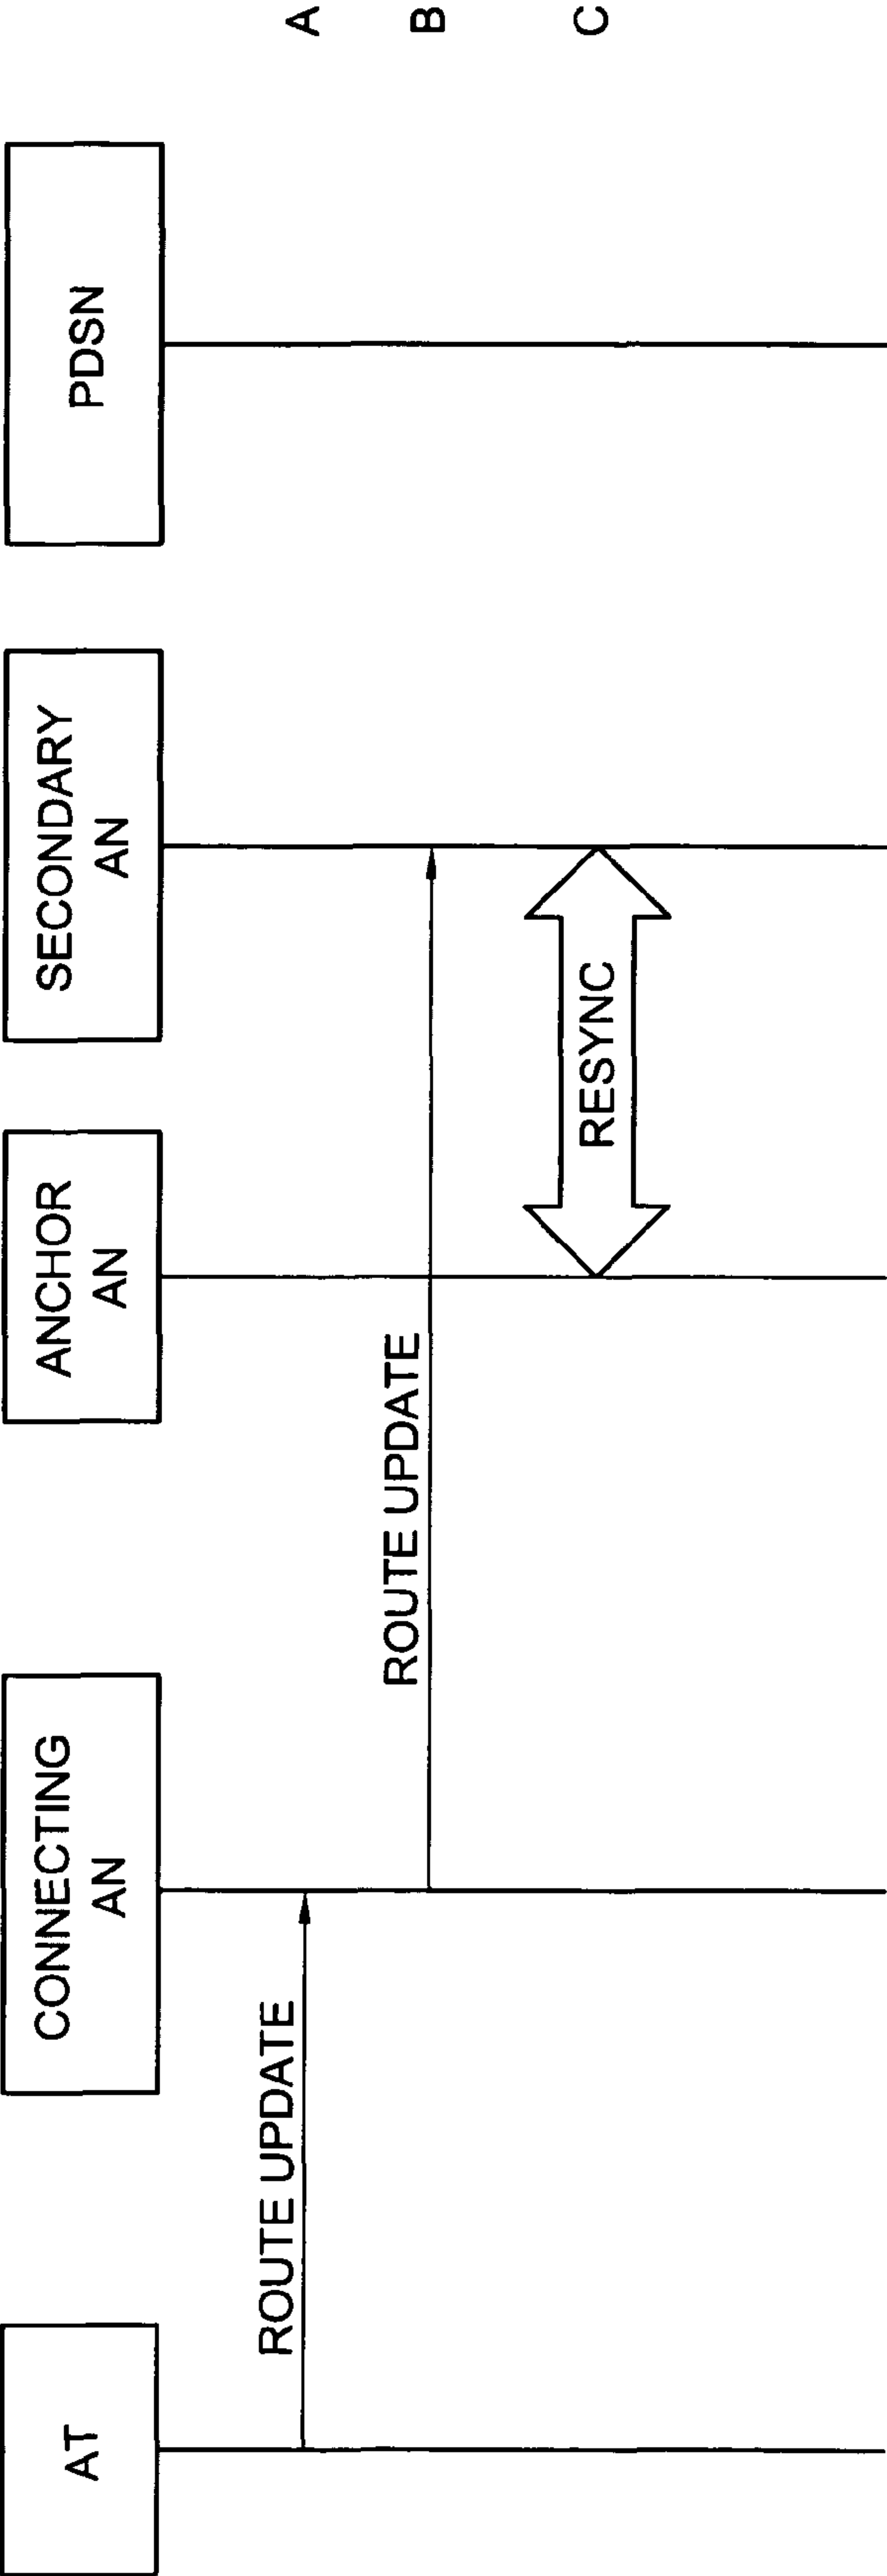 AT
CONNECTING
AN
ANCHOR
AN
SECONDARY
AN
PDSN
ROUTE UPDATE
A
ROUTE UPDATE
B
RESYNC
C